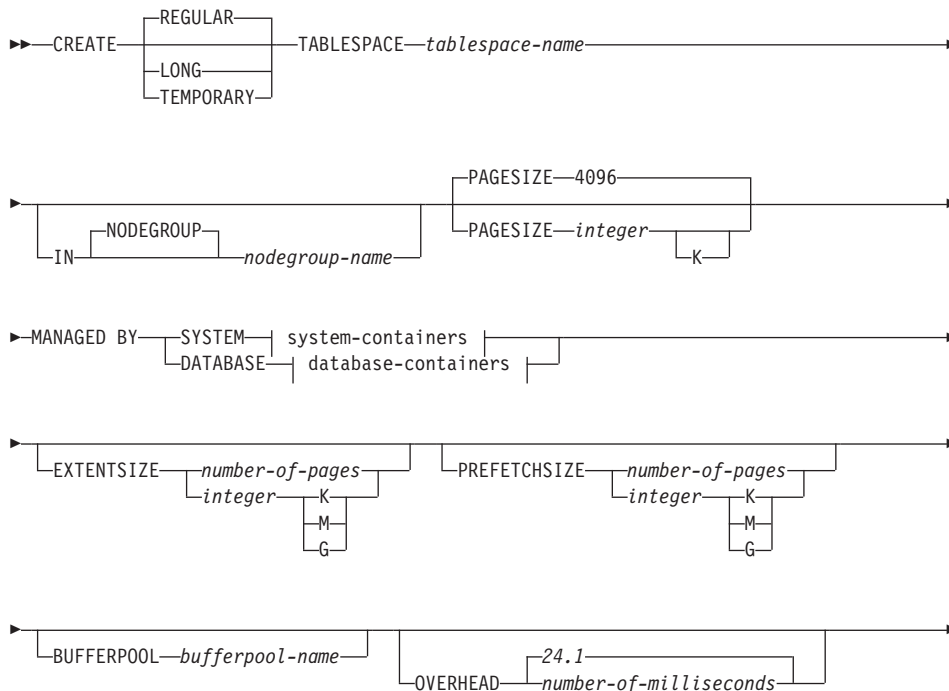 REGULAR
CREATE TABLESPACE tablespace-name
LONG
TEMPORARY
PAGESIZE 4096
NODEGROUP PAGESIZE integer
IN nodegroup-name K
MANAGED BY SYSTEM system-containers
DATABASE database-containers
EXTENTSIZE number-of-pages PREFETCHSIZE number-of-pages
integer K integer K
M M
G G
BUFFERPOOL bufferpool-name 24.1
OVERHEAD number-of-milliseconds